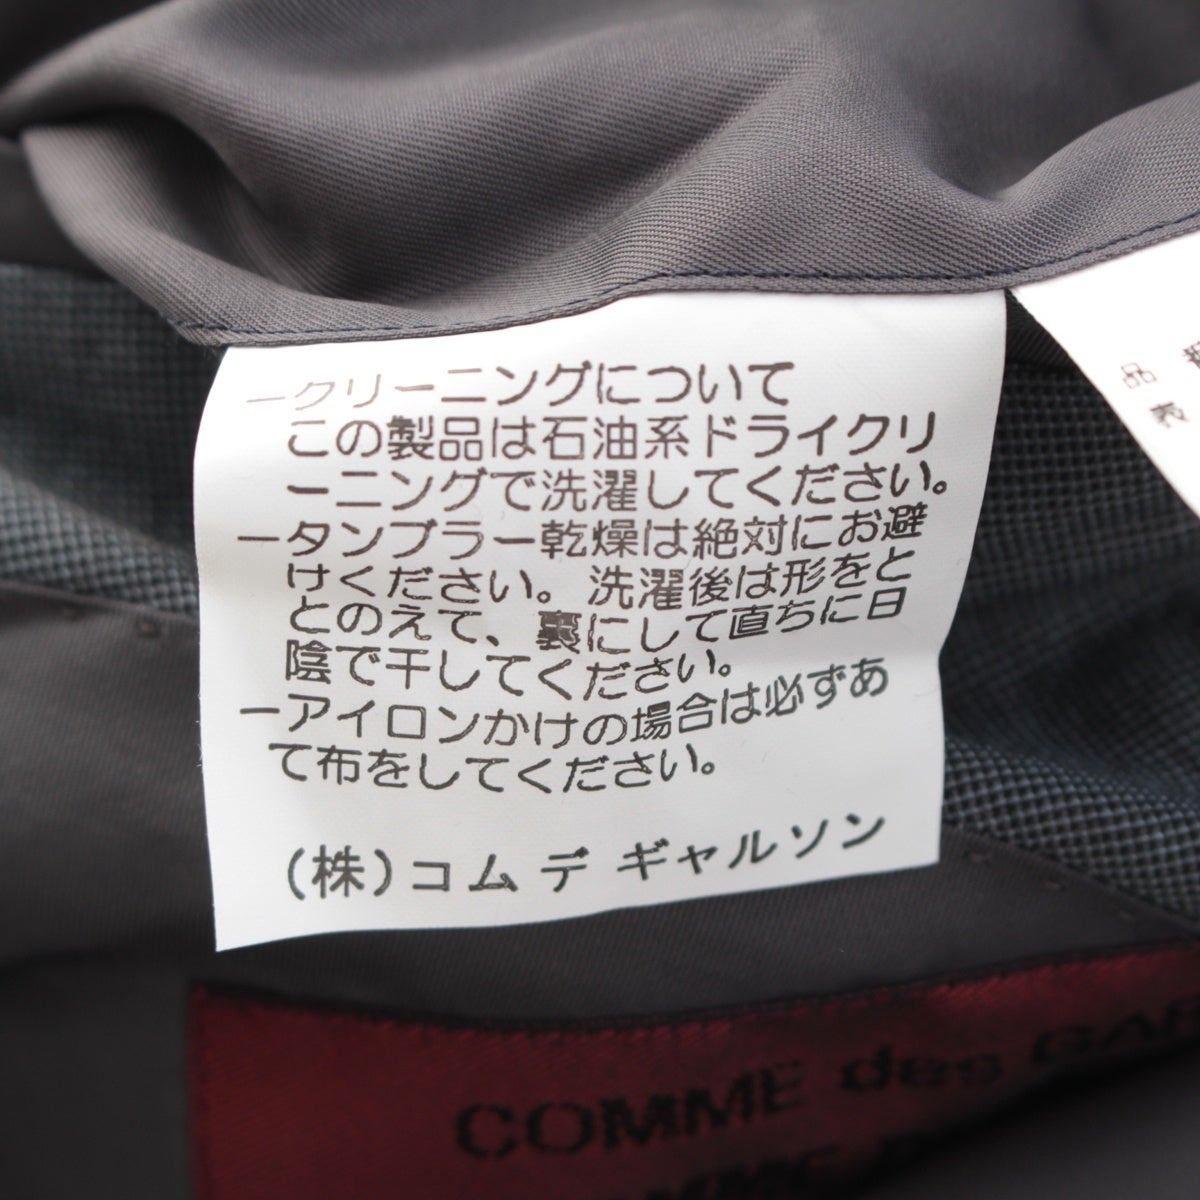 ークリーニングについて
この製品は石油系ドライクリ
ーニングで洗濯してください。
ータンブラー乾燥は絶対にお避
けください。洗濯後は形をと
とのえて、裏にして直ちに日
陰で干してください。
ーアイロンかけの場合は必ずあ
て布をしてください。
(株)コム デ ギャルソン
品
表
COMME des